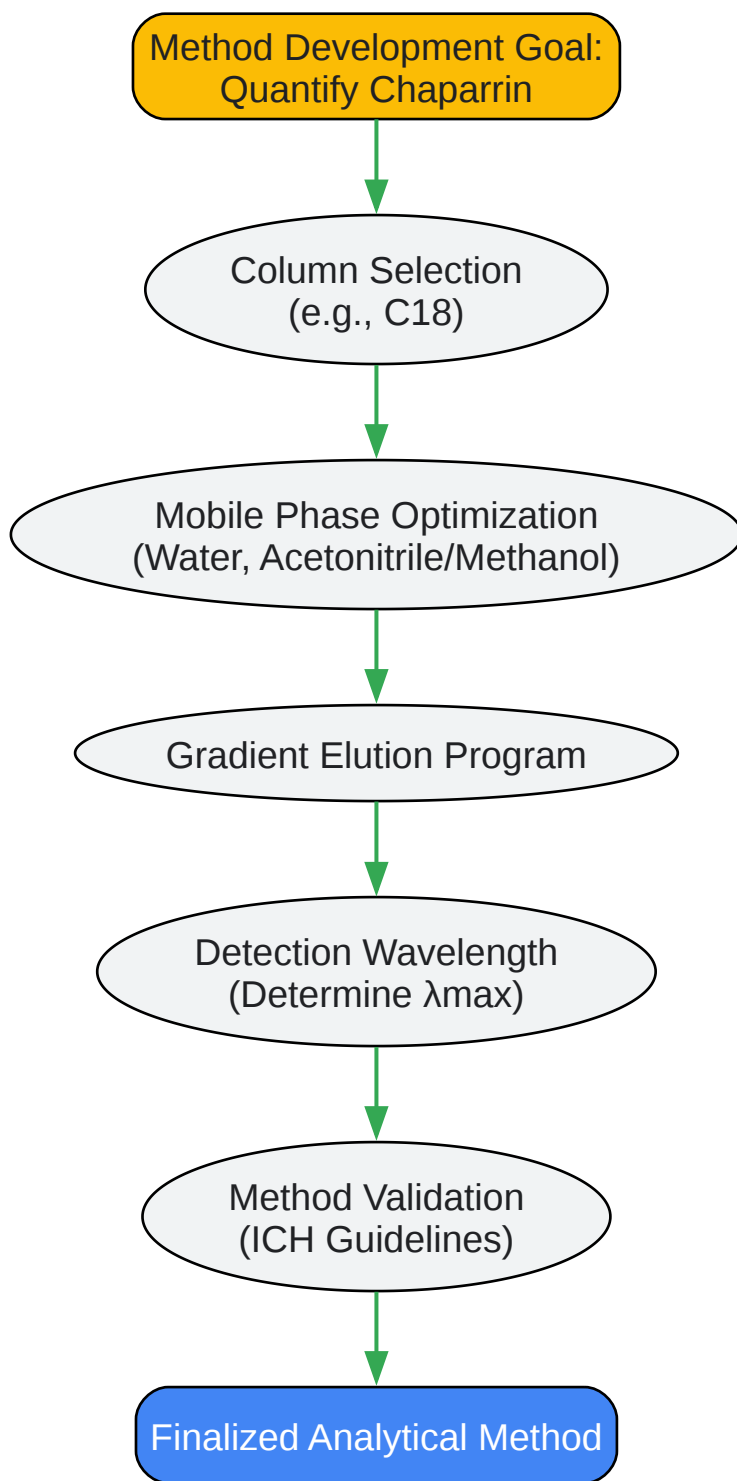 Method Development Goal:
Quantify Chaparrin
Column Selection
(e.g., C18)
Mobile Phase Optimization
(Water, Acetonitrile/Methanol)
Gradient Elution Program
Detection Wavelength
(Determine λmax)
Method Validation
(ICH Guidelines)
Finalized Analytical Method